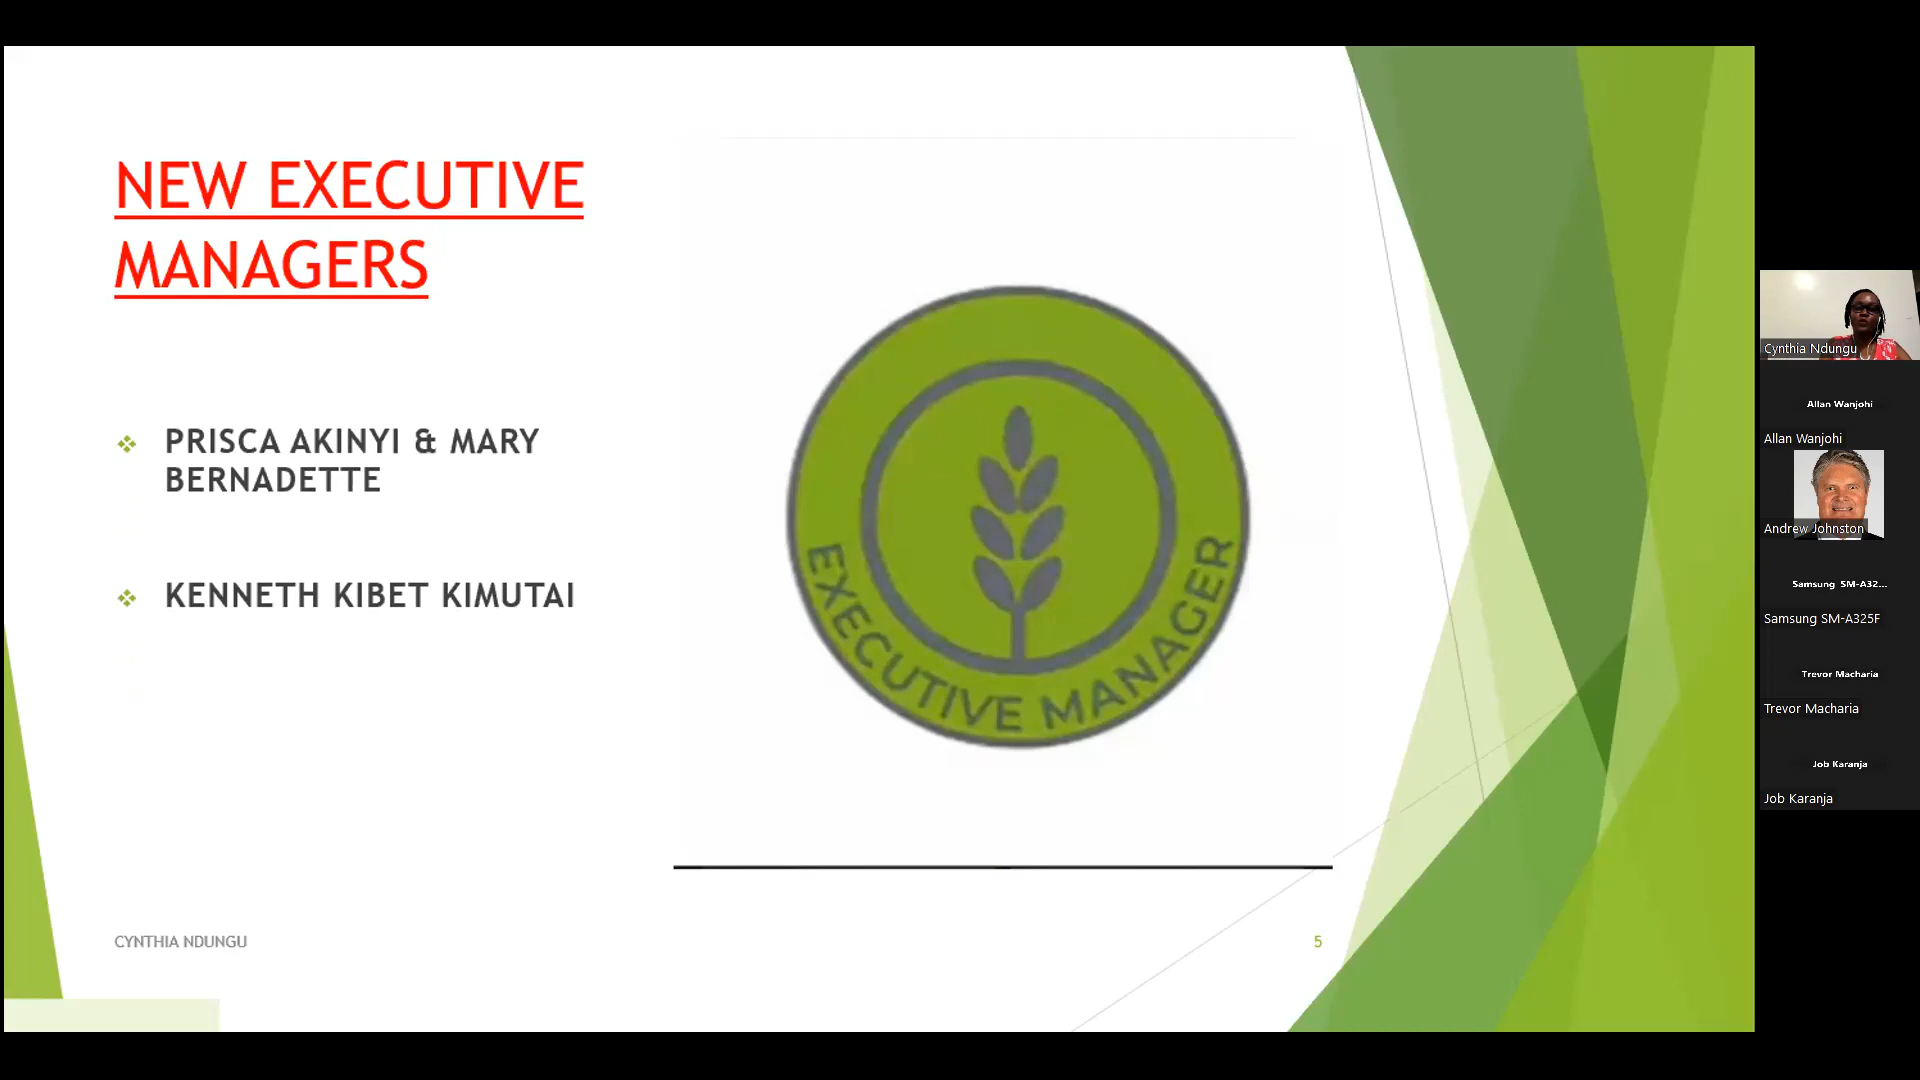 NEW EXECUTIVE
MANAGERS
PRISCA AKINYI & MARY
BERNADETTE
KENNETH KIBET KIMUTAI
EXECUTIVE MANAGER
CYNTHIA NDUNGU
5
Cynthia Ndungu
Allan Wanjohi
Allan Wanjohi
Andrew Johnston
Samsung SM-A32...
Samsung SM-A325F
Trevor Macharia
Trevor Macharia
Job Karanja
Job Karanja